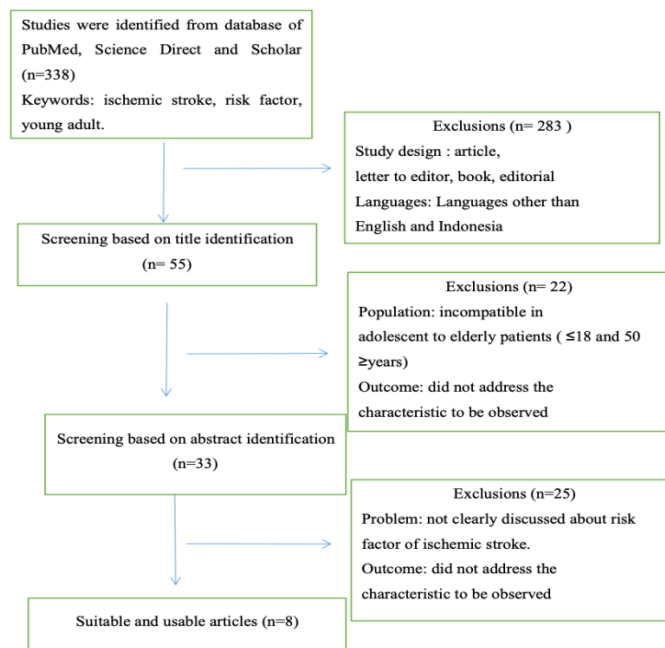 Studies were identified from database of
PubMed, Science Direct and Scholar
(n=338)
Keywords: ischemic stroke, risk factor,
young adult.
Exclusions (n= 283 )
Study design : article,
letter to editor, book, editorial
Languages: Languages other than
English and Indonesia
Screening based on title identification
(n= 55)
Exclusions (n= 22)
Population: incompatible in
adolescent to elderly patients ( ≤18 and 50
≥years)
Outcome: did not address the
characteristic to be observed
Screening based on abstract identification
(n=33)
Exclusions (n=25)
Problem: not clearly discussed about risk
factor of ischemic stroke.
Outcome: did not address the
characteristic to be observed
Suitable and usable articles (n=8)